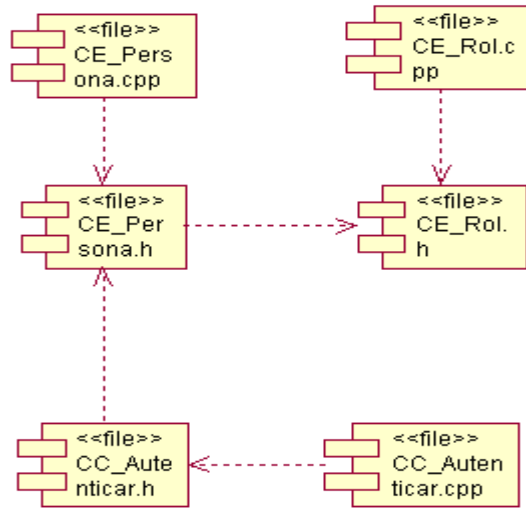 <<file>>
CE_Pers
ona.cpp
<<file>>
CE_Rol.c
pp
<<file>>
CE_Per
sona.h
<<file>>
CE_Rol.
h
<<file>>
CC_Aute
nticar.h
<<file>>
CC_Auten
ticar.cpp